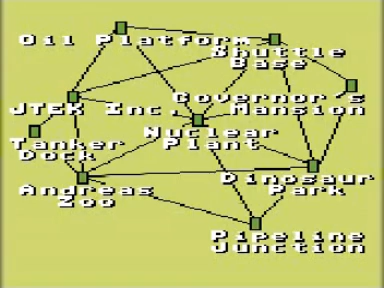 Oil Platform
Shuttle
Base
Governor's
Mansion
JTEK Inc.
Nuclear
Plant
Tanker
Dock
Dinosaur
Park
Andreas
Zoo
Pipeline
Junction